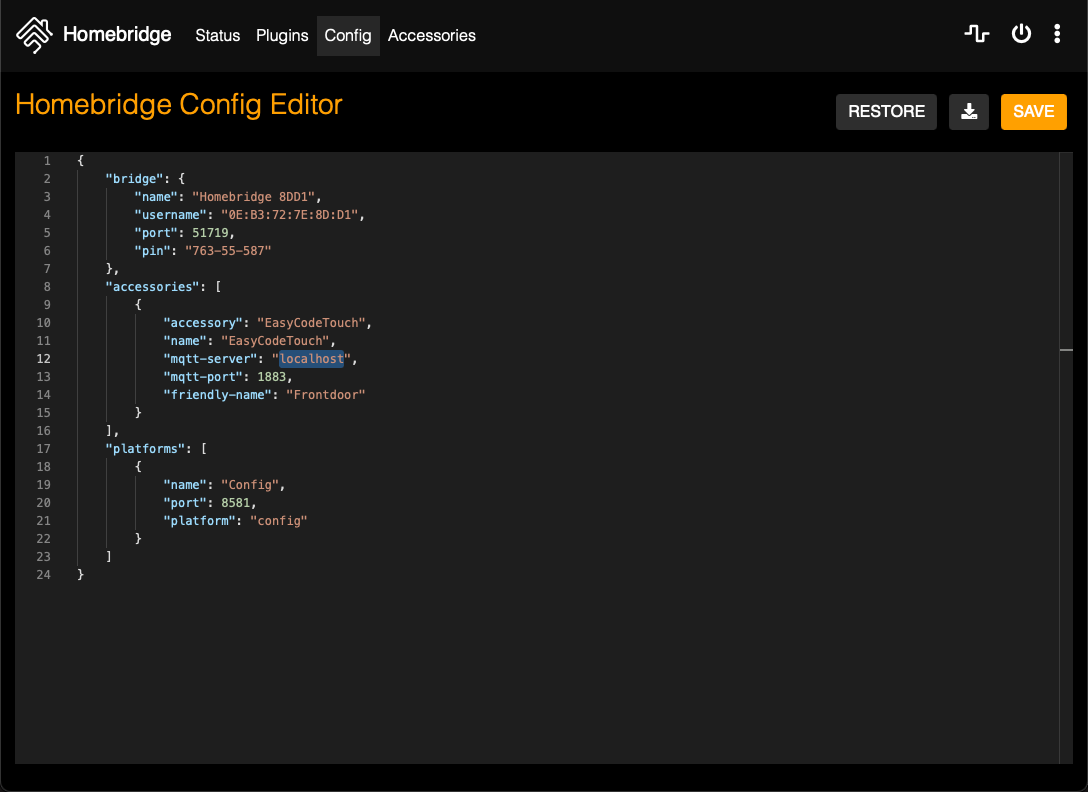 Homebridge Status Plugins Config Accessories
Homebridge Config Editor
RESTORE SAVE
1 {
2 "bridge": {
3 "name": "Homebridge 8DD1",
4 "username": "0E:B3:72:7E:8D:D1",
5 "port": 51719,
6 "pin": "763-55-587"
7 },
8 "accessories": [
9 {
10 "accessory": "EasyCodeTouch",
11 "name": "EasyCodeTouch",
12 "mqtt-server": "localhost",
13 "mqtt-port": 1883,
14 "friendly-name": "Frontdoor"
15 }
16 ],
17 "platforms": [
18 {
19 "name": "Config",
20 "port": 8581,
21 "platform": "config"
22 }
23 ]
24 }